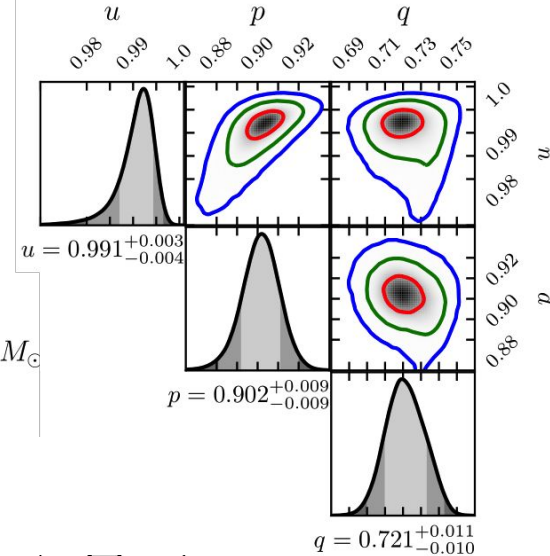 u p q
0.98 0.99 1.0 0.88 0.90 0.92 0.69 0.71 0.73 0.75
1.0
0.99
0.98
u
u = 0.991^{+0.003}_{-0.004}
0.92
0.90
0.88
p
M_⊙
p = 0.902^{+0.009}_{-0.009}
q = 0.721^{+0.011}_{-0.010}